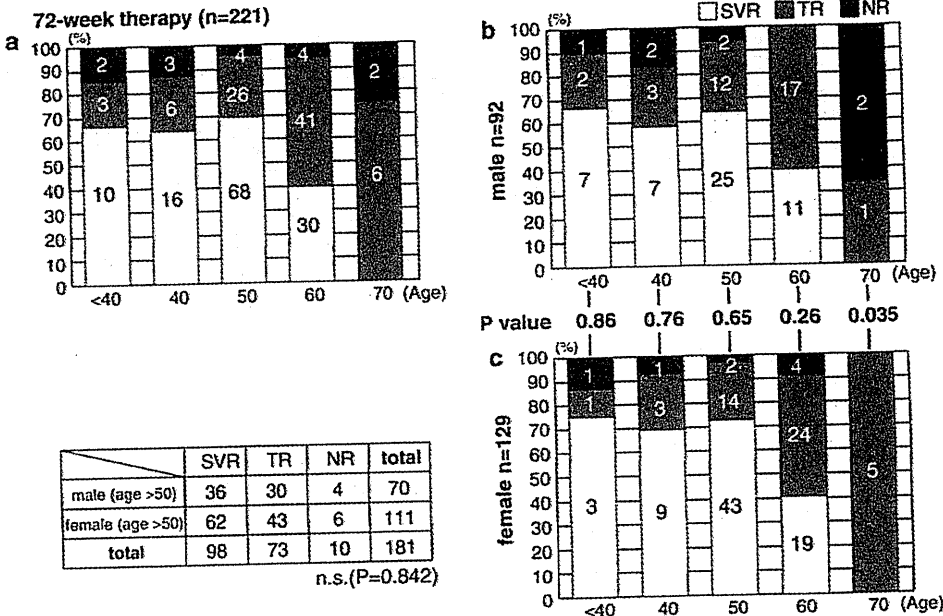 72-week therapy (n=221)
a
(%)
100
90
80
70
60
50
40
30
20
10
0
2 3 4 4 2
3 6 26 41 6
10 16 68 30
<40 40 50 60 70 (Age)
SVR TR NR
b
(%)
male n=92
100
90
80
70
60
50
40
30
20
10
0
1 2 2 17 2
2 3 12
7 7 25 11 1
<40 40 50 60 70 (Age)
P value 0.86 0.76 0.65 0.26 0.035
c
(%)
female n=129
100
90
80
70
60
50
40
30
20
10
0
1 1 2 4 5
1 3 14 24
3 9 43 19
<40 40 50 60 70 (Age)
SVR TR NR total
male (age >50) 36 30 4 70
female (age >50) 62 43 6 111
total 98 73 10 181
n.s.(P=0.842)